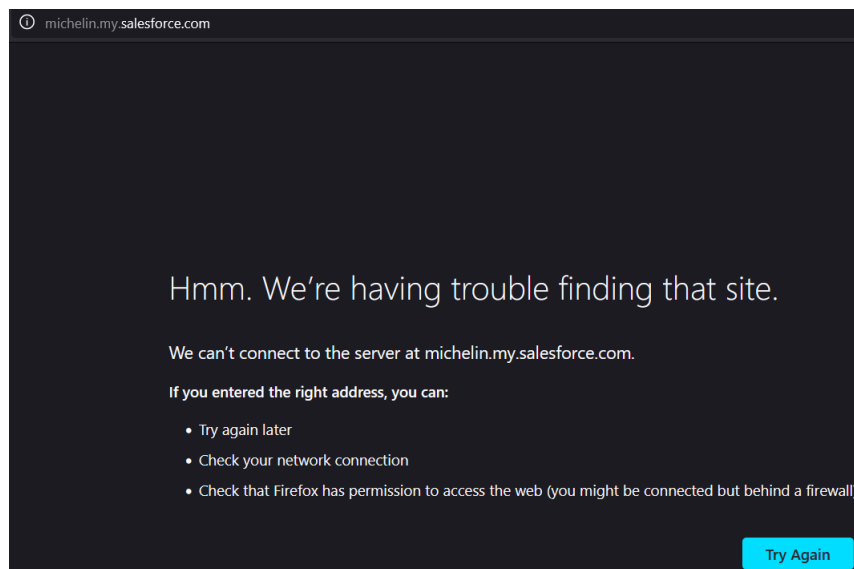 michelin.my.salesforce.com
Hmm. We're having trouble finding that site.
We can't connect to the server at michelin.my.salesforce.com.
If you entered the right address, you can:
• Try again later
• Check your network connection
• Check that Firefox has permission to access the web (you might be connected but behind a firewall)
Try Again